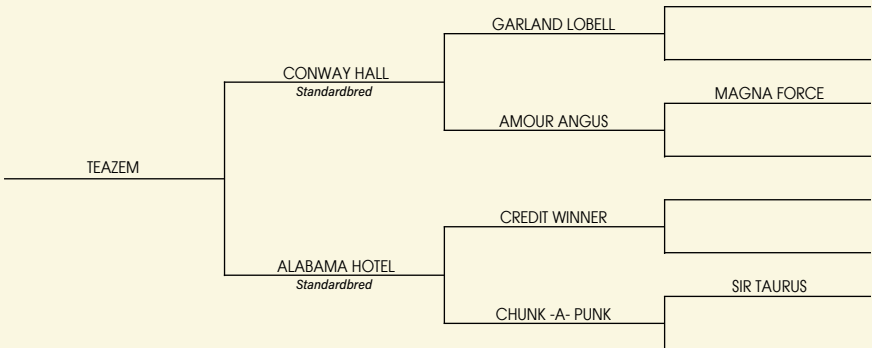 GARLAND LOBELL
CONWAY HALL
Standardbred
MAGNA FORCE
AMOUR ANGUS
TEAZEM
CREDIT WINNER
ALABAMA HOTEL
Standardbred
SIR TAURUS
CHUNK -A- PUNK